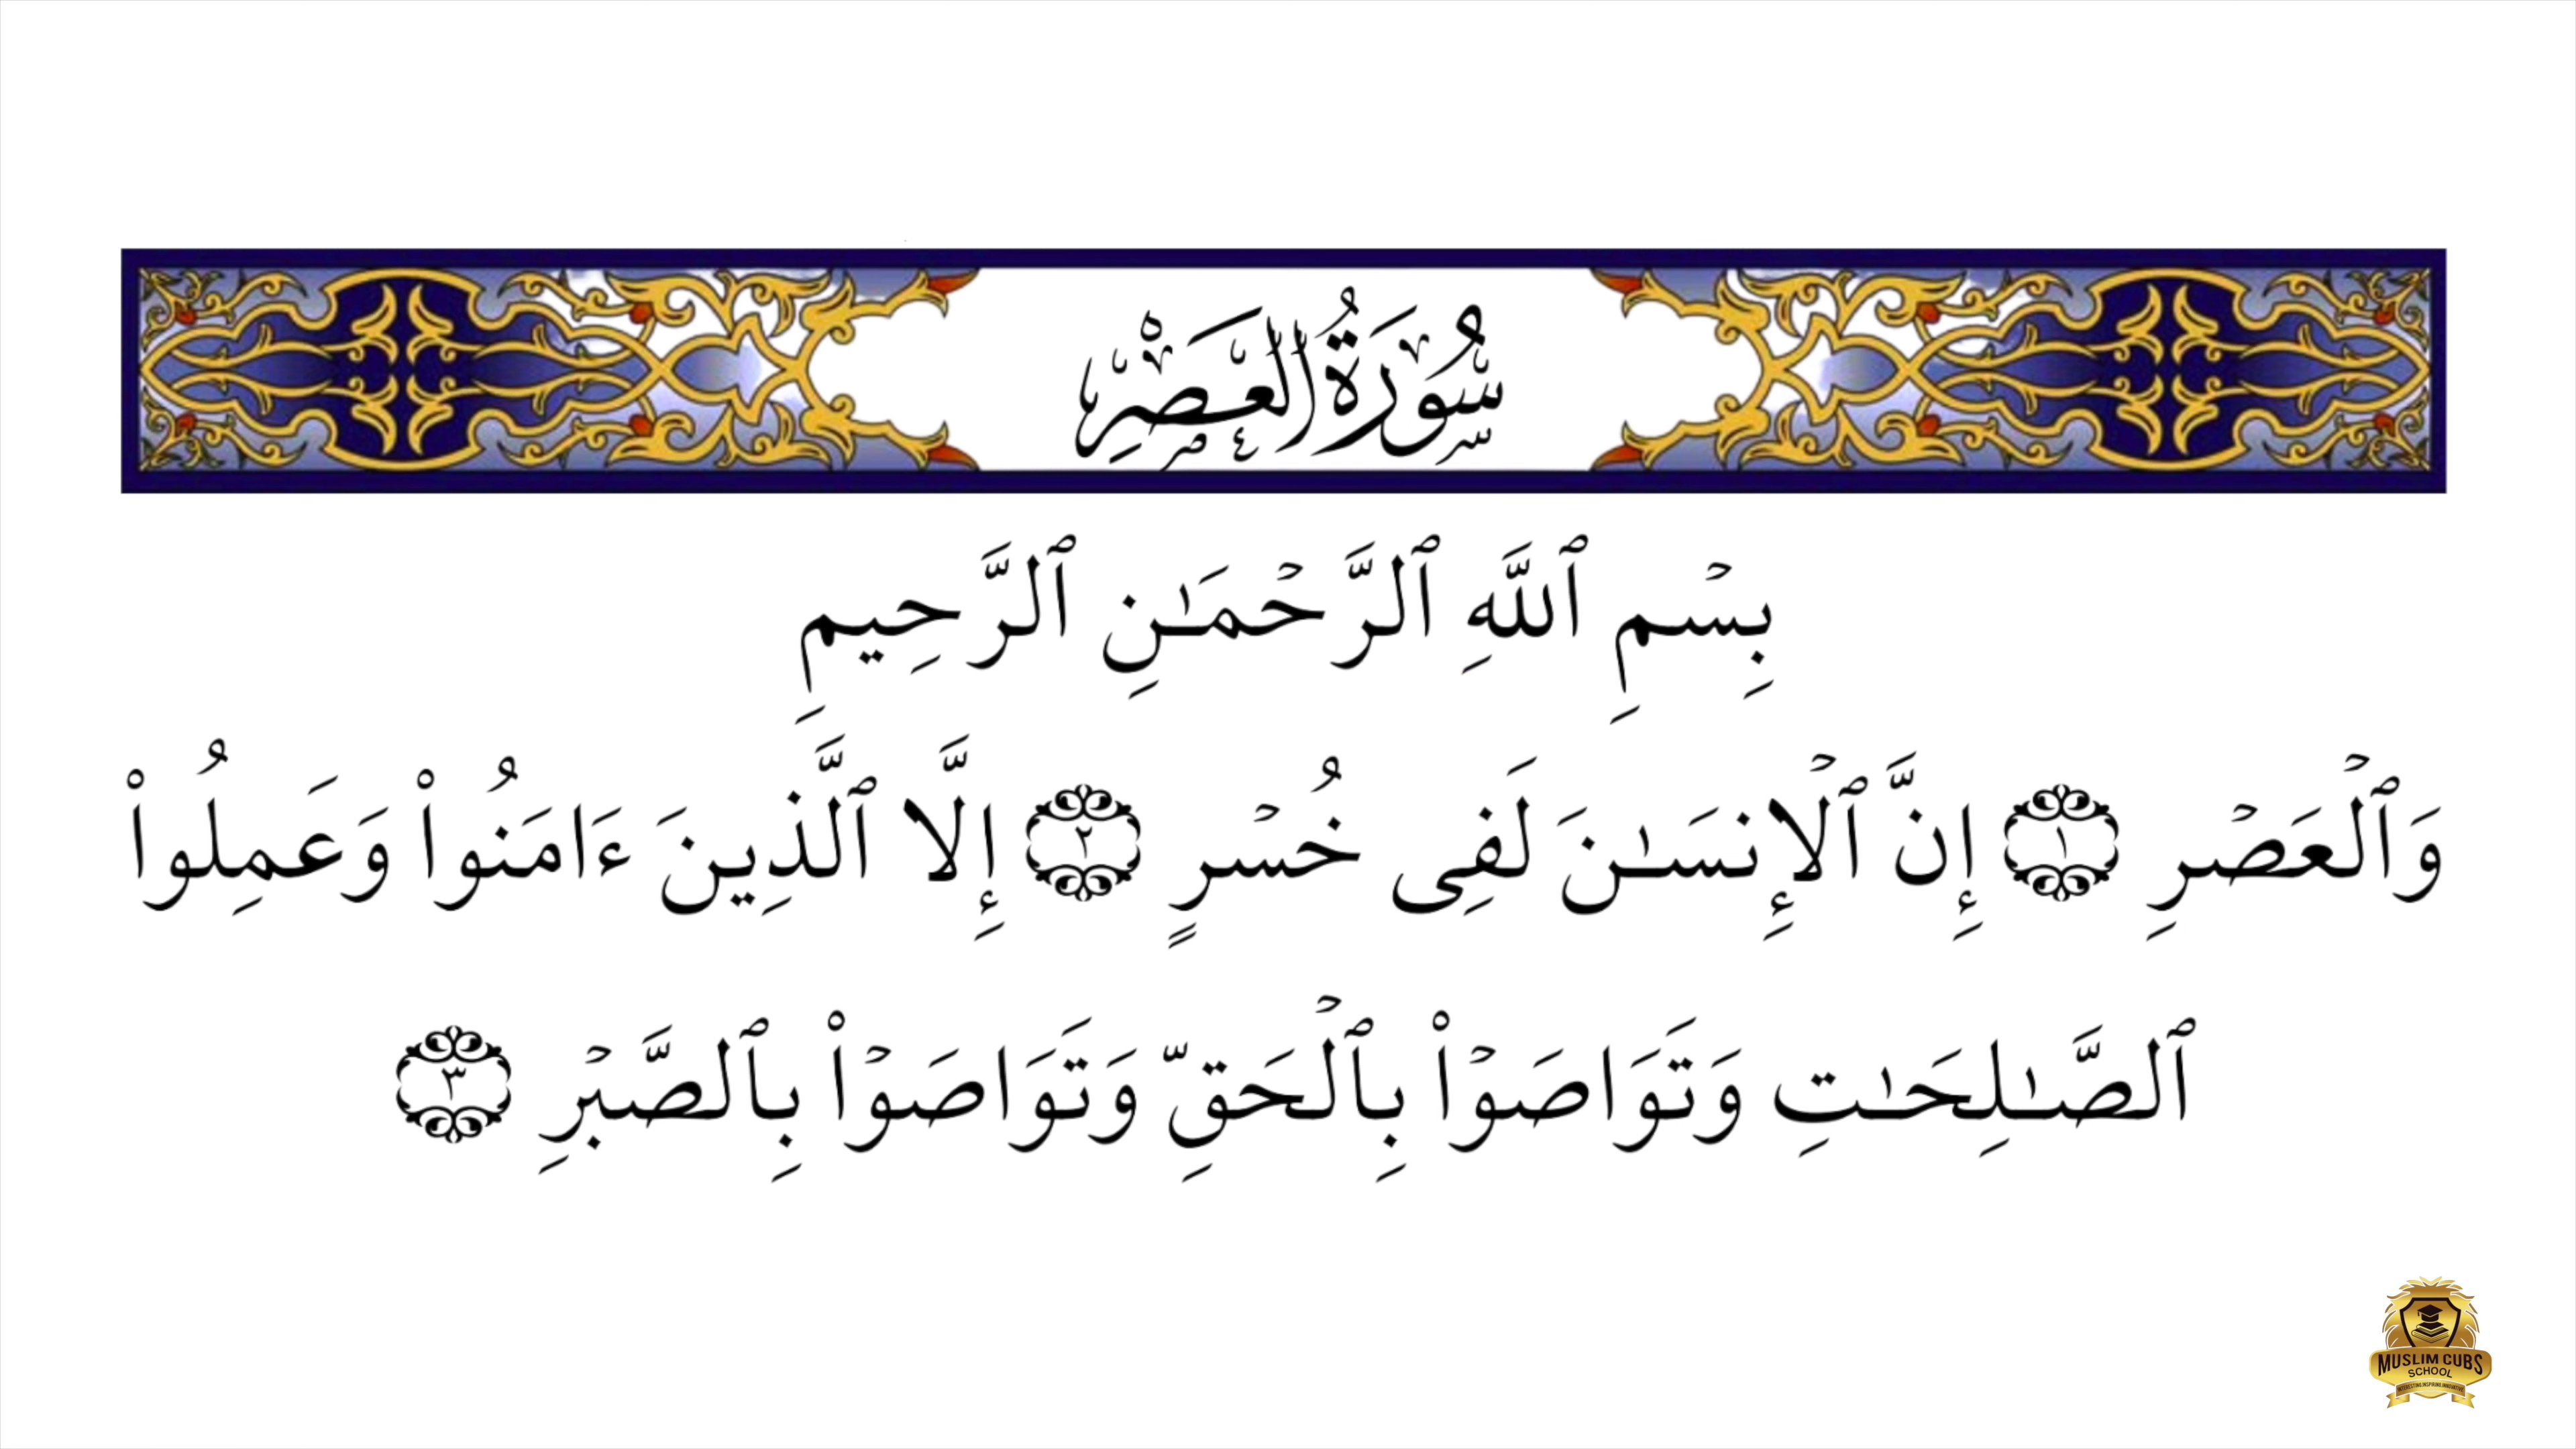 سُورَةُ العَصْرِ
بِسْمِ ٱللَّهِ ٱلرَّحْمَـٰنِ ٱلرَّحِيمِ
وَٱلْعَصْرِ ١ إِنَّ ٱلْإِنسَـٰنَ لَفِى خُسْرٍ ٢ إِلَّا ٱلَّذِينَ ءَامَنُوا۟ وَعَمِلُوا۟
ٱلصَّـٰلِحَـٰتِ وَتَوَاصَوْا۟ بِٱلْحَقِّ وَتَوَاصَوْا۟ بِٱلصَّبْرِ ٣
MUSLIM CUBS
SCHOOL